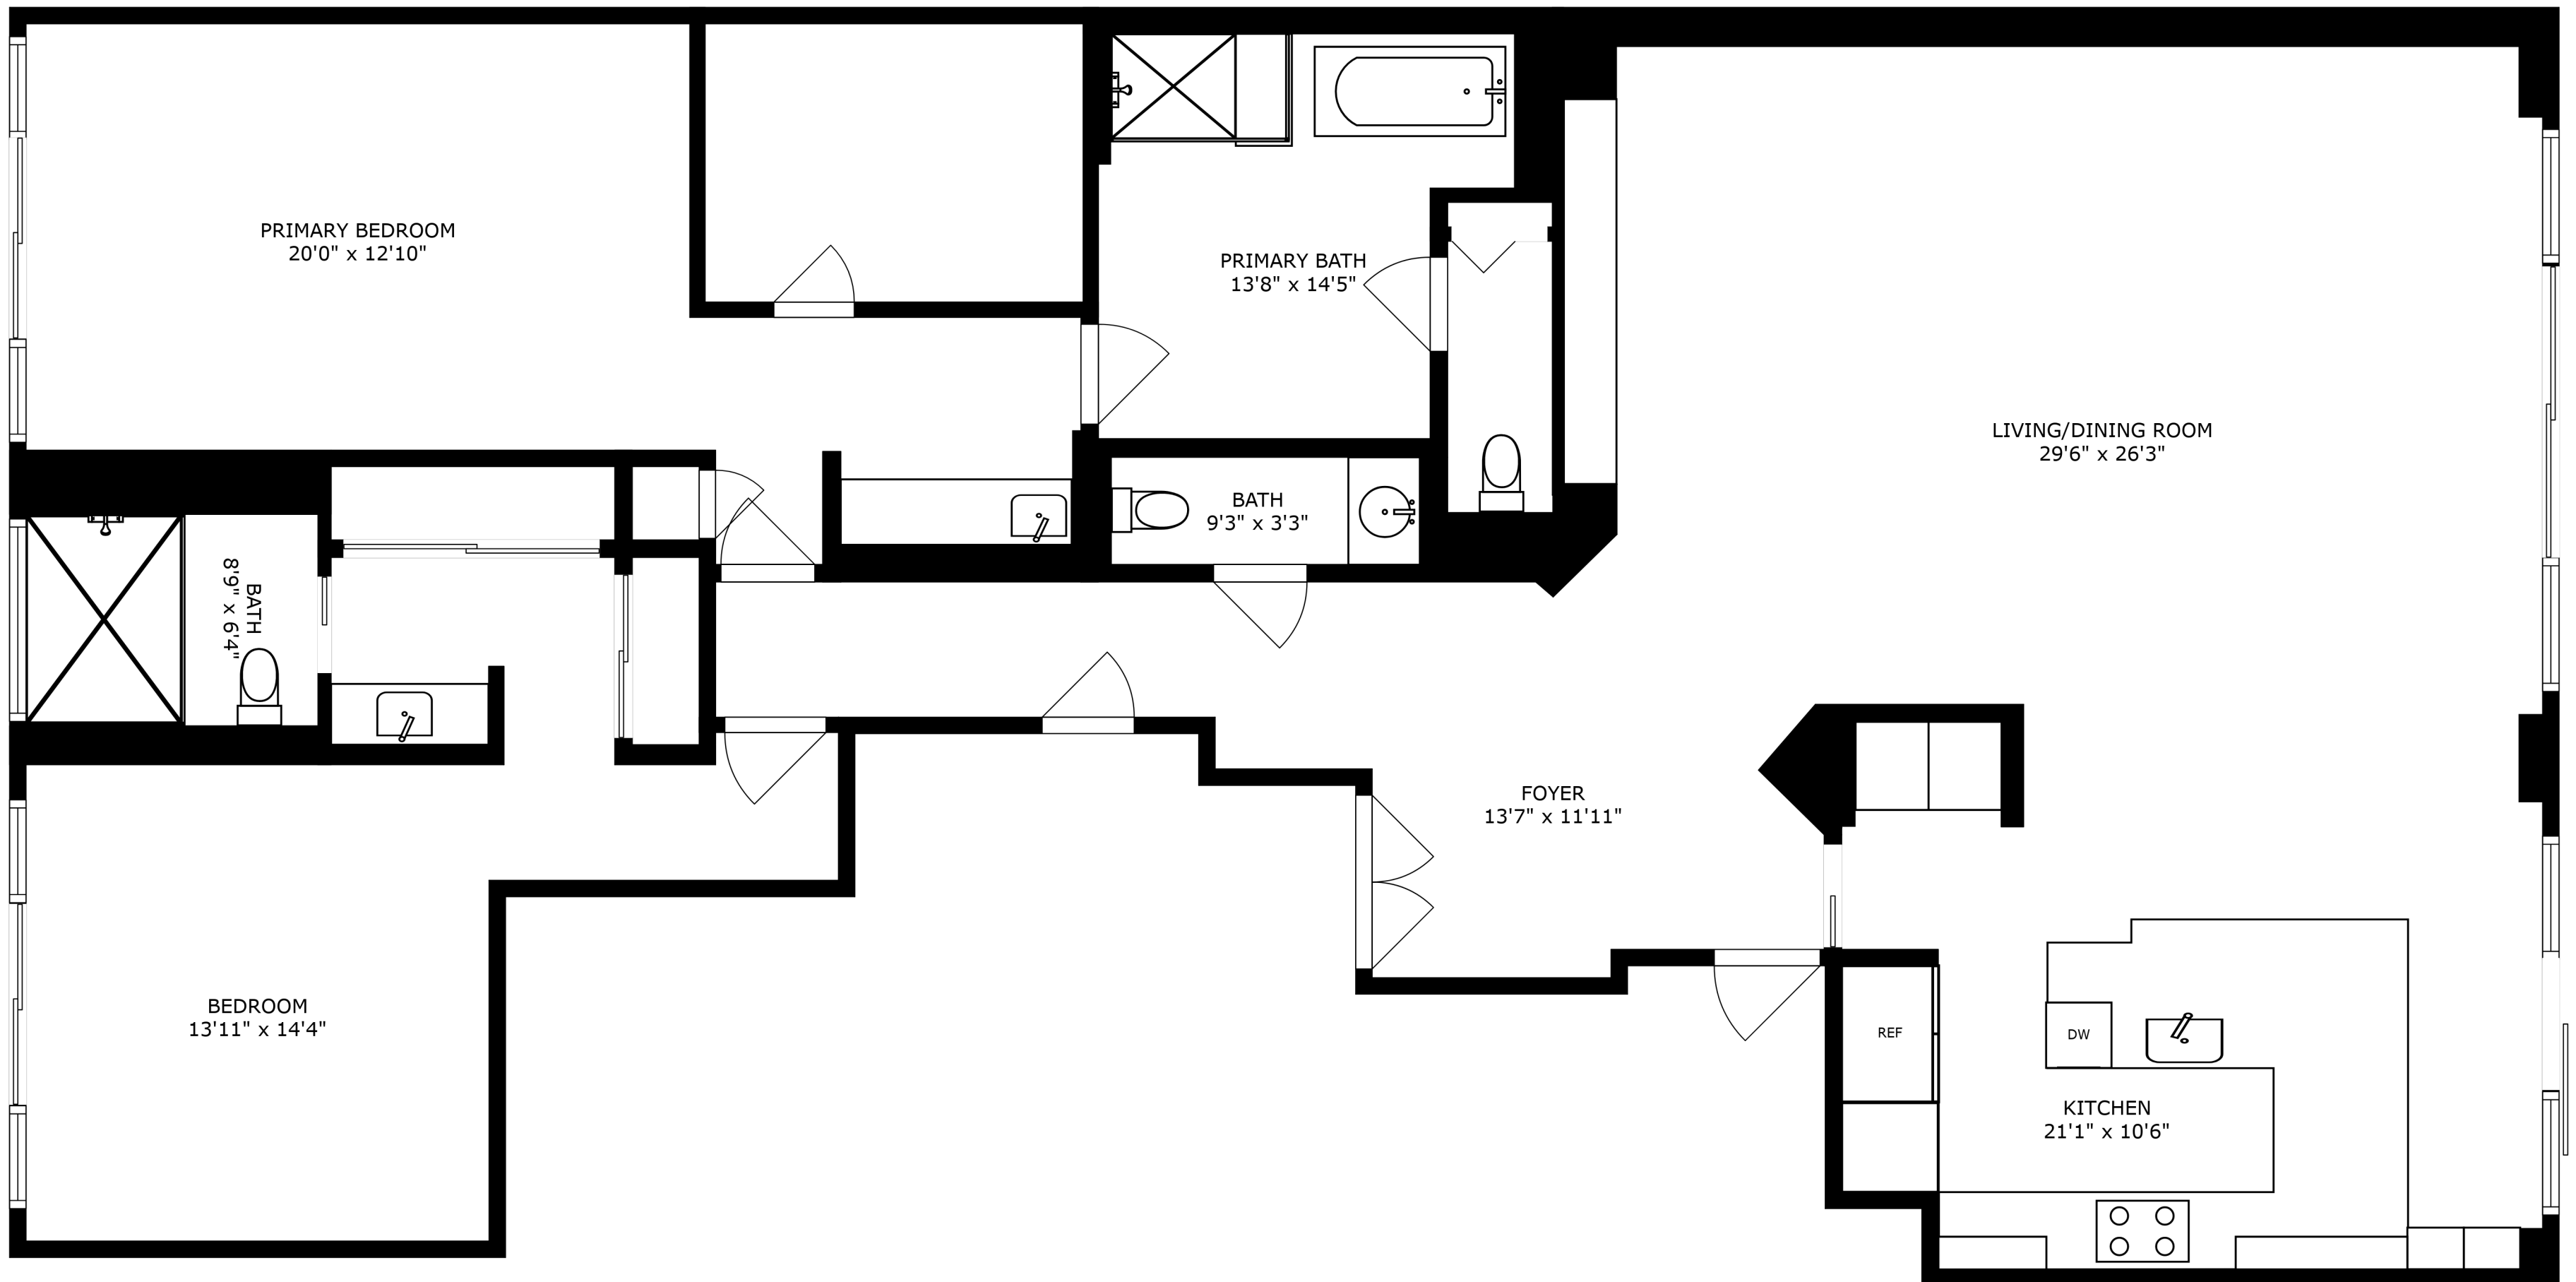 PRIMARY BEDROOM
20'0" x 12'10"
PRIMARY BATH
13'8" x 14'5"
LIVING/DINING ROOM
29'6" x 26'3"
BATH
9'3" x 3'3"
BATH
8'9" x 6'4"
FOYER
13'7" x 11'11"
BEDROOM
13'11" x 14'4"
REF
DW
KITCHEN
21'1" x 10'6"